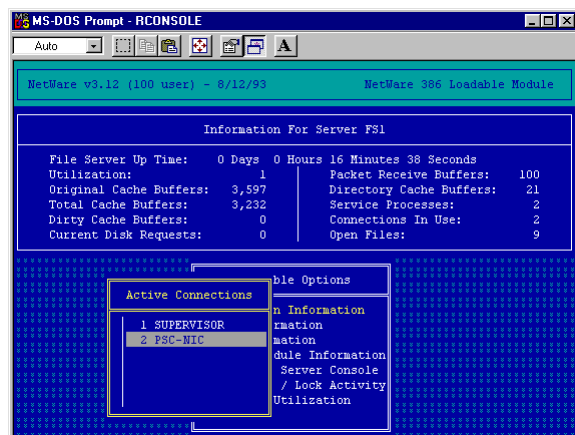 MS-DOS Prompt - RCONSOLE
Auto A
NetWare v3.12 (100 user) - 8/12/93 NetWare 386 Loadable Module
Information For Server FS1
File Server Up Time: 0 Days 0 Hours 16 Minutes 38 Seconds
Utilization: 1 Packet Receive Buffers: 100
Original Cache Buffers: 3,597 Directory Cache Buffers: 21
Total Cache Buffers: 3,232 Service Processes: 2
Dirty Cache Buffers: 0 Connections In Use: 2
Current Disk Requests: 0 Open Files: 9
ble Options
Active Connections
n Information
1 SUPERVISOR rmation
2 PSC-NIC mation
dule Information
Server Console
/ Lock Activity
Utilization